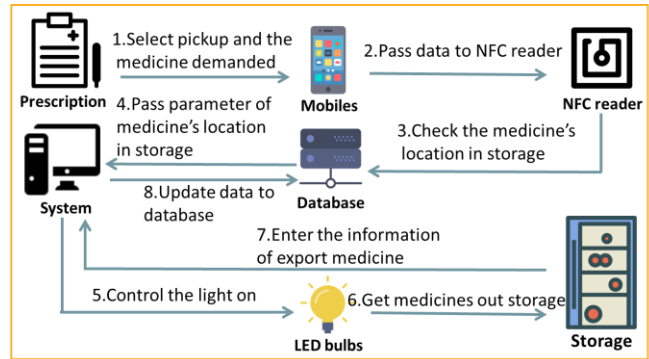 1.Select pickup and the
medicine demanded
2.Pass data to NFC reader
Prescription
Mobiles
NFC reader
4.Pass parameter of
medicine's location
in storage
3.Check the medicine's
location in storage
System
8.Update data to
database
Database
7.Enter the information
of export medicine
5.Control the light on
6.Get medicines out storage
LED bulbs
Storage